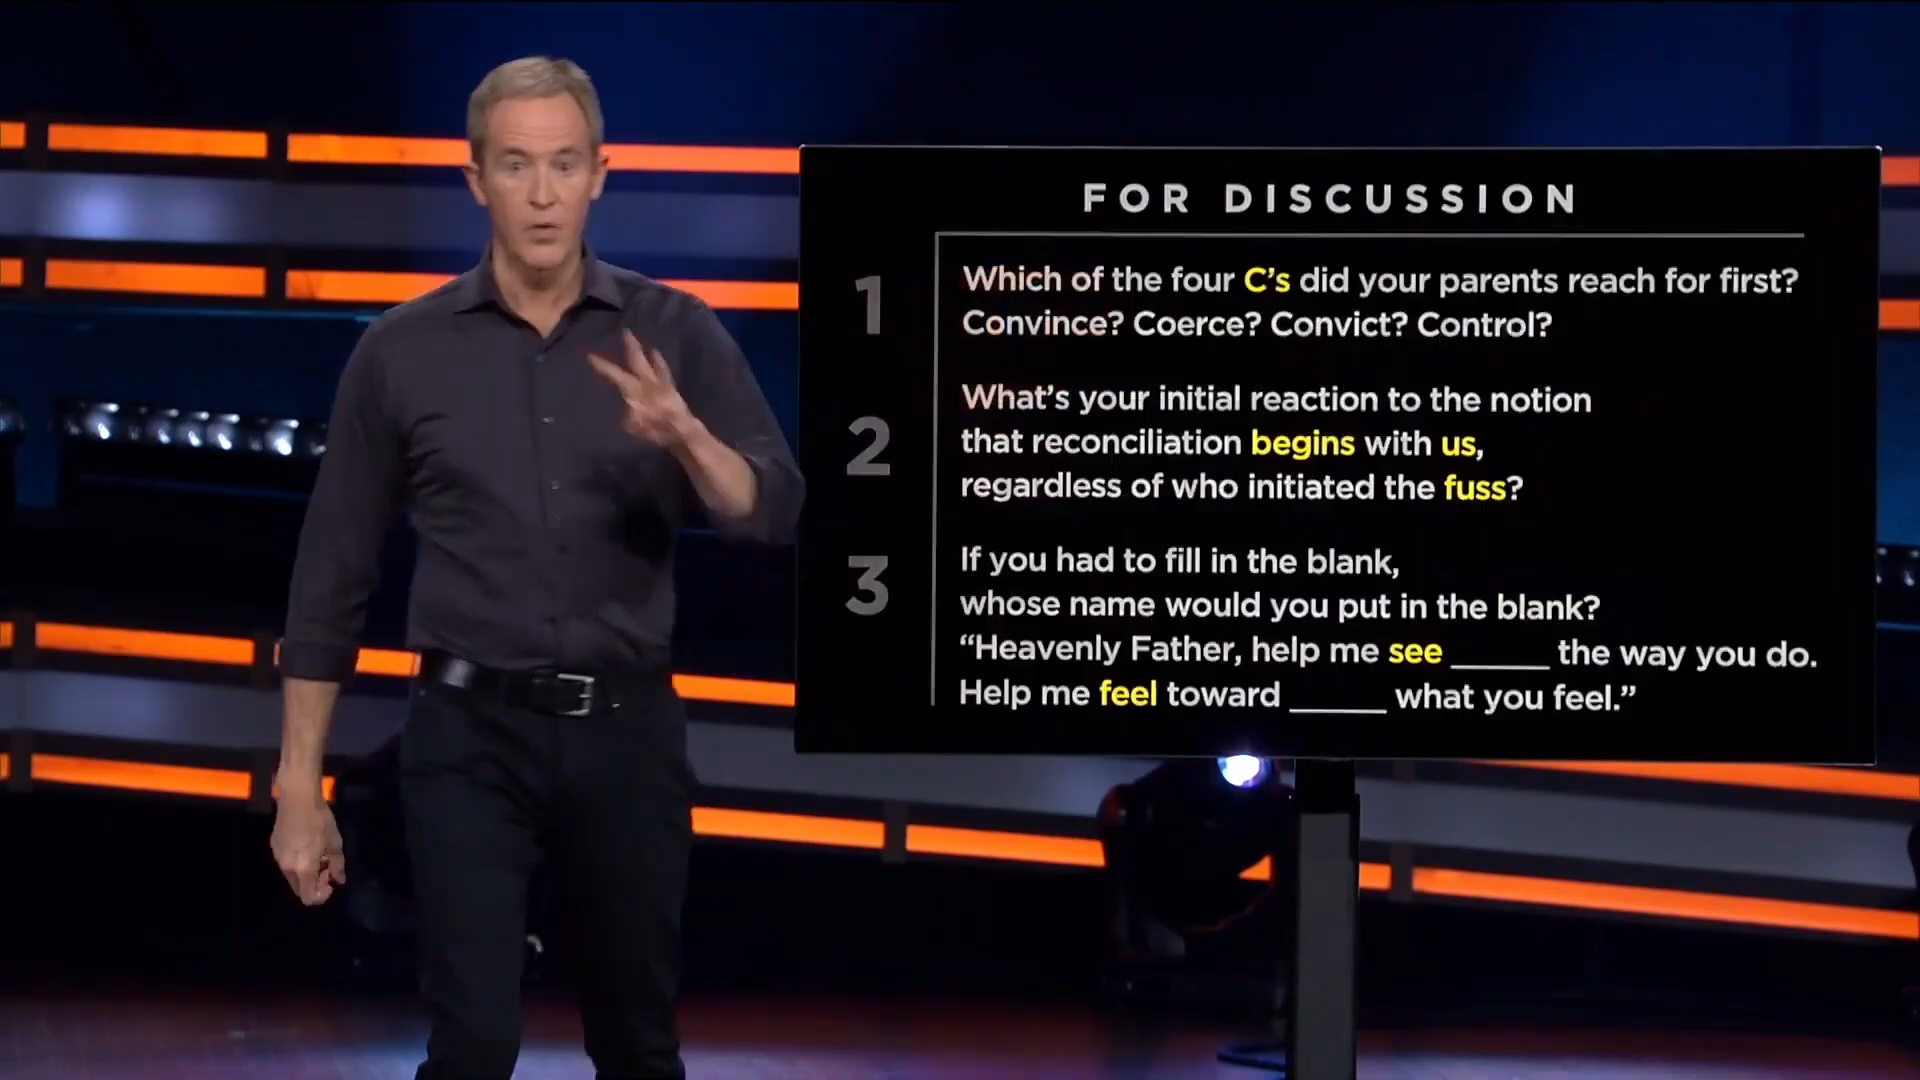 FOR DISCUSSION
1
Which of the four C's did your parents reach for first?
Convince? Coerce? Convict? Control?
2
What's your initial reaction to the notion
that reconciliation begins with us,
regardless of who initiated the fuss?
3
If you had to fill in the blank,
whose name would you put in the blank?
“Heavenly Father, help me see ______ the way you do.
Help me feel toward ______ what you feel.”